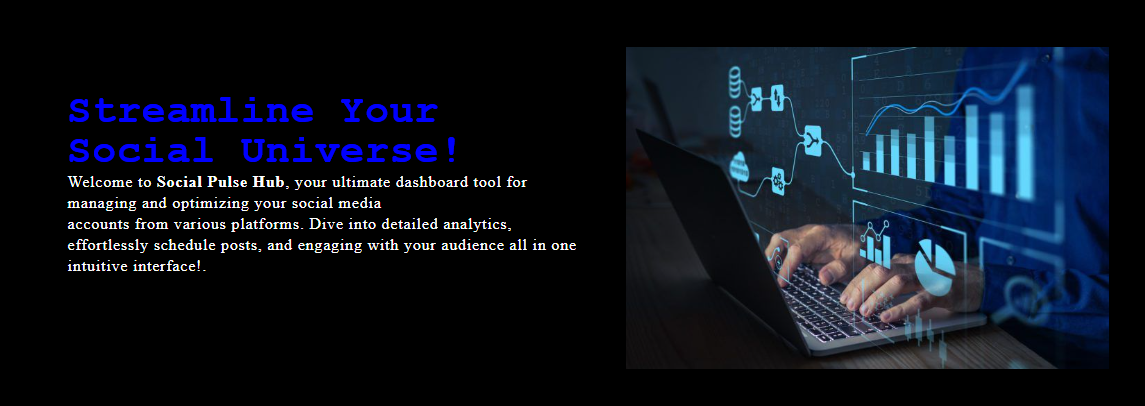 Streamline Your
Social Universe!
Welcome to Social Pulse Hub, your ultimate dashboard tool for
managing and optimizing your social media
accounts from various platforms. Dive into detailed analytics,
effortlessly schedule posts, and engaging with your audience all in one
intuitive interface!.